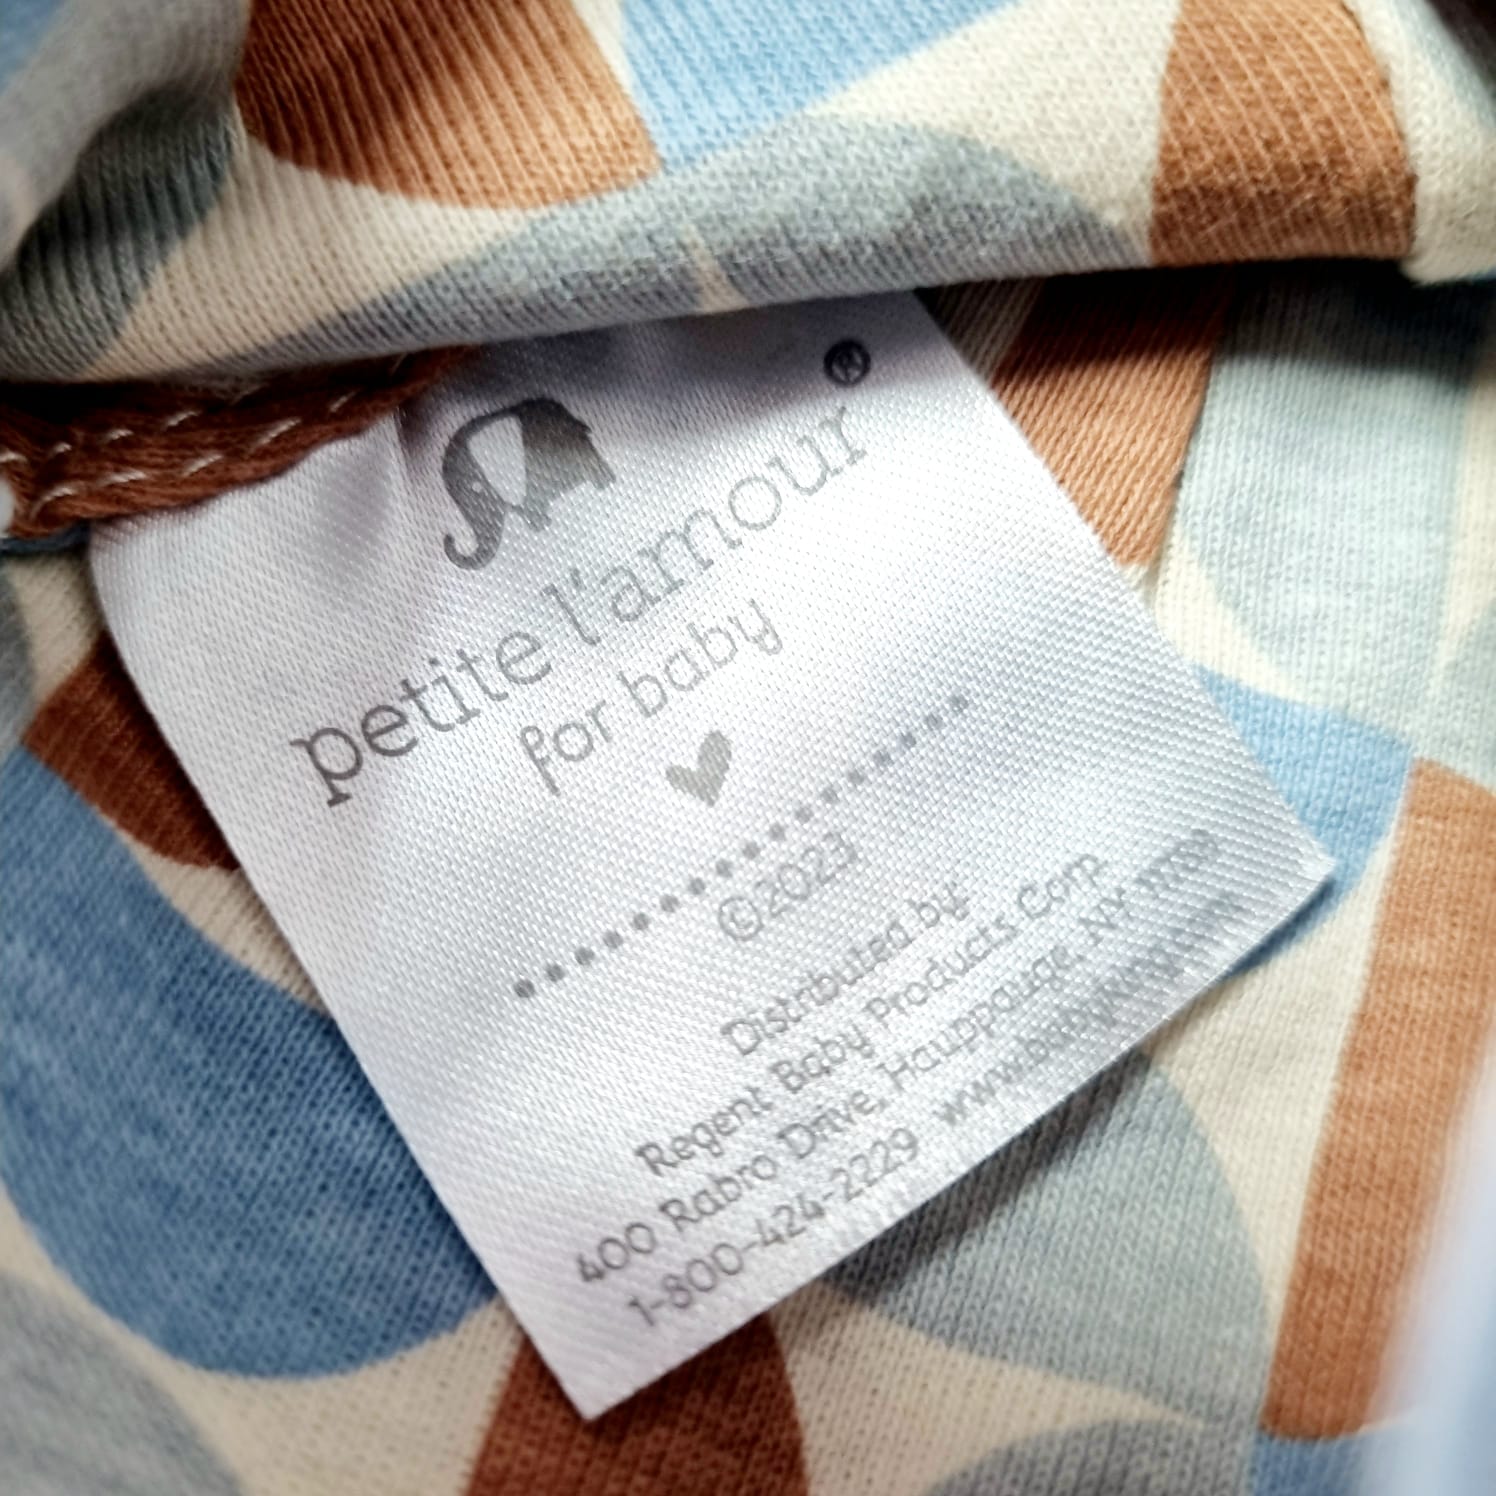 ®
petite l'amour
for baby
©2023
Distributed by:
Regent Baby Products Corp.
400 Rabro Drive, Hauppauge, NY
1-800-424-2229